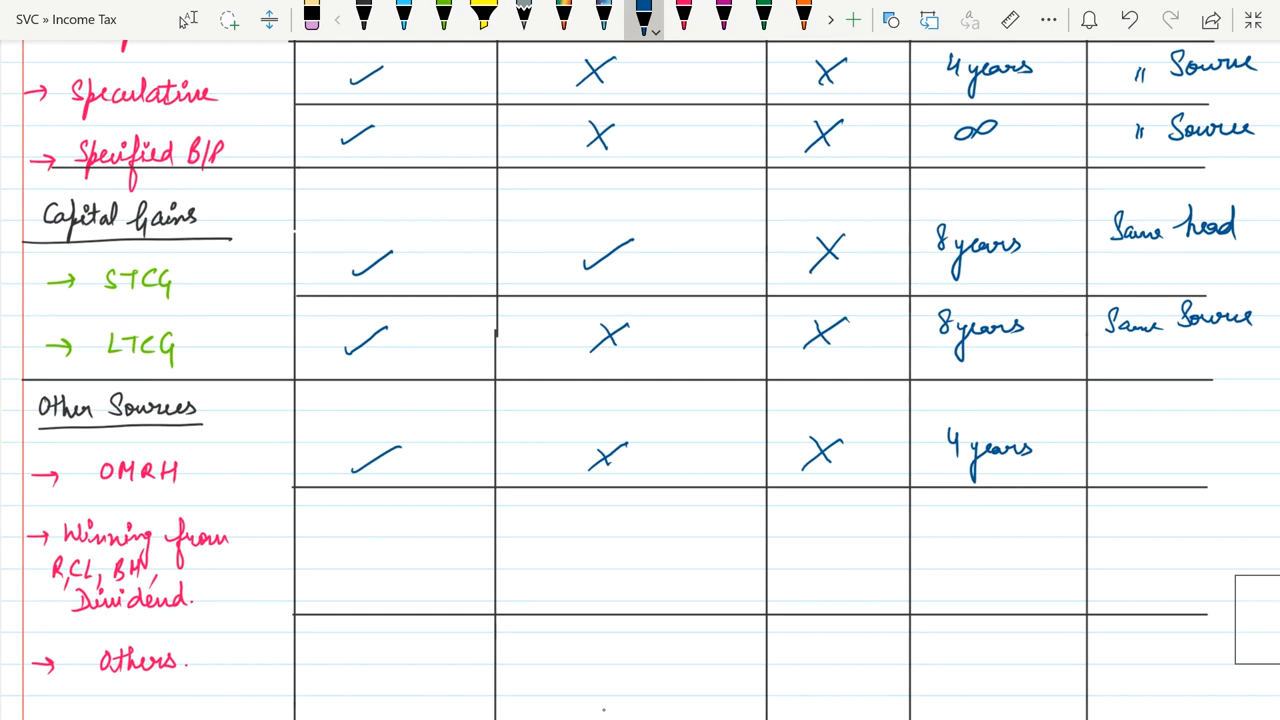 SVC » Income Tax
→ Speculative ✓ X X 4 years " Source
→ Specified B/P ✓ X X ∞ " Source
Capital Gains
→ STCG ✓ ✓ X 8 years Same head
→ LTCG ✓ X X 8 years Same Source
Other Sources
→ OMRH ✓ X X 4 years
→ Winning from
R, CL, BH,
Dividend.
→ Others.